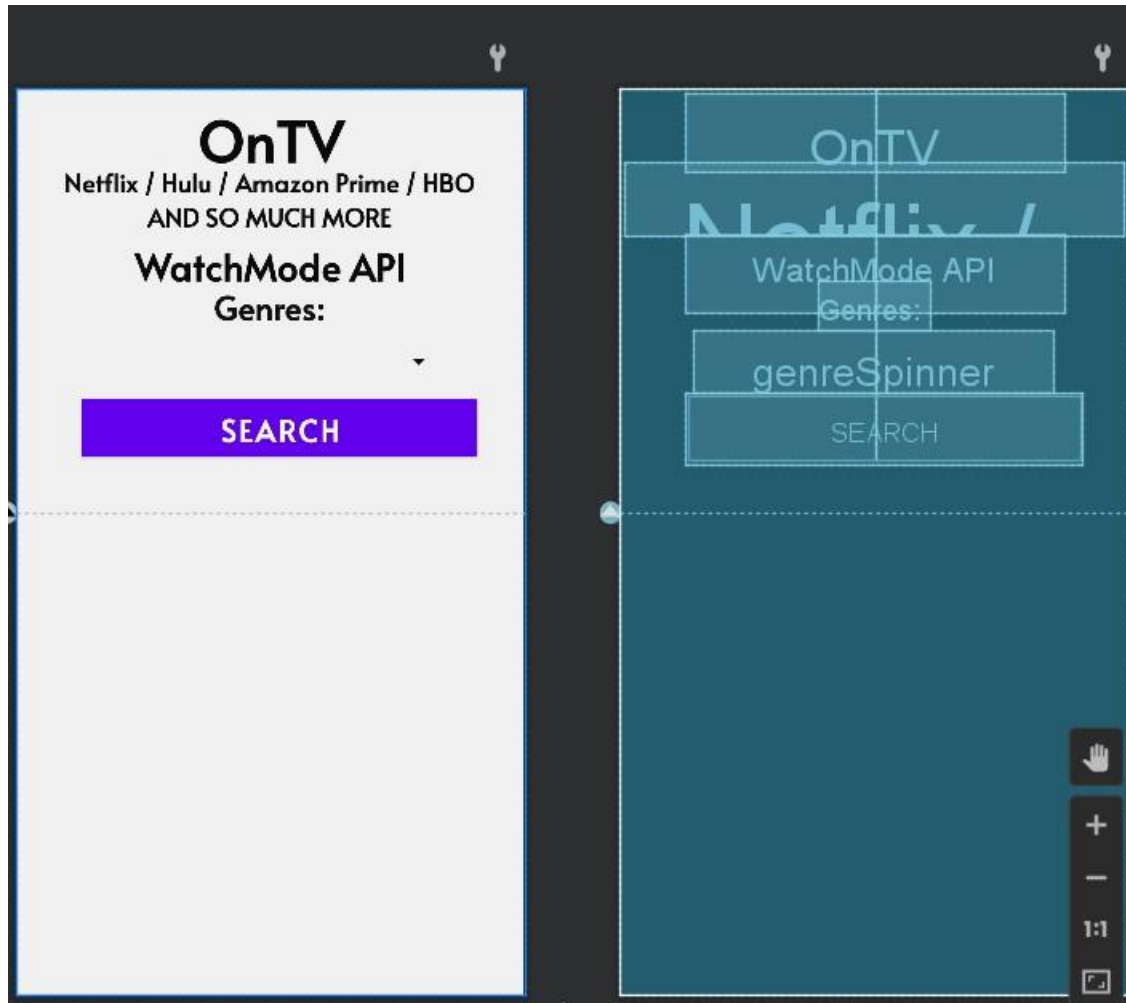 OnTV
Netflix / Hulu / Amazon Prime / HBO
AND SO MUCH MORE
WatchMode API
Genres:
SEARCH
OnTV
Netflix /
WatchMode API
Genres:
genreSpinner
SEARCH
1:1